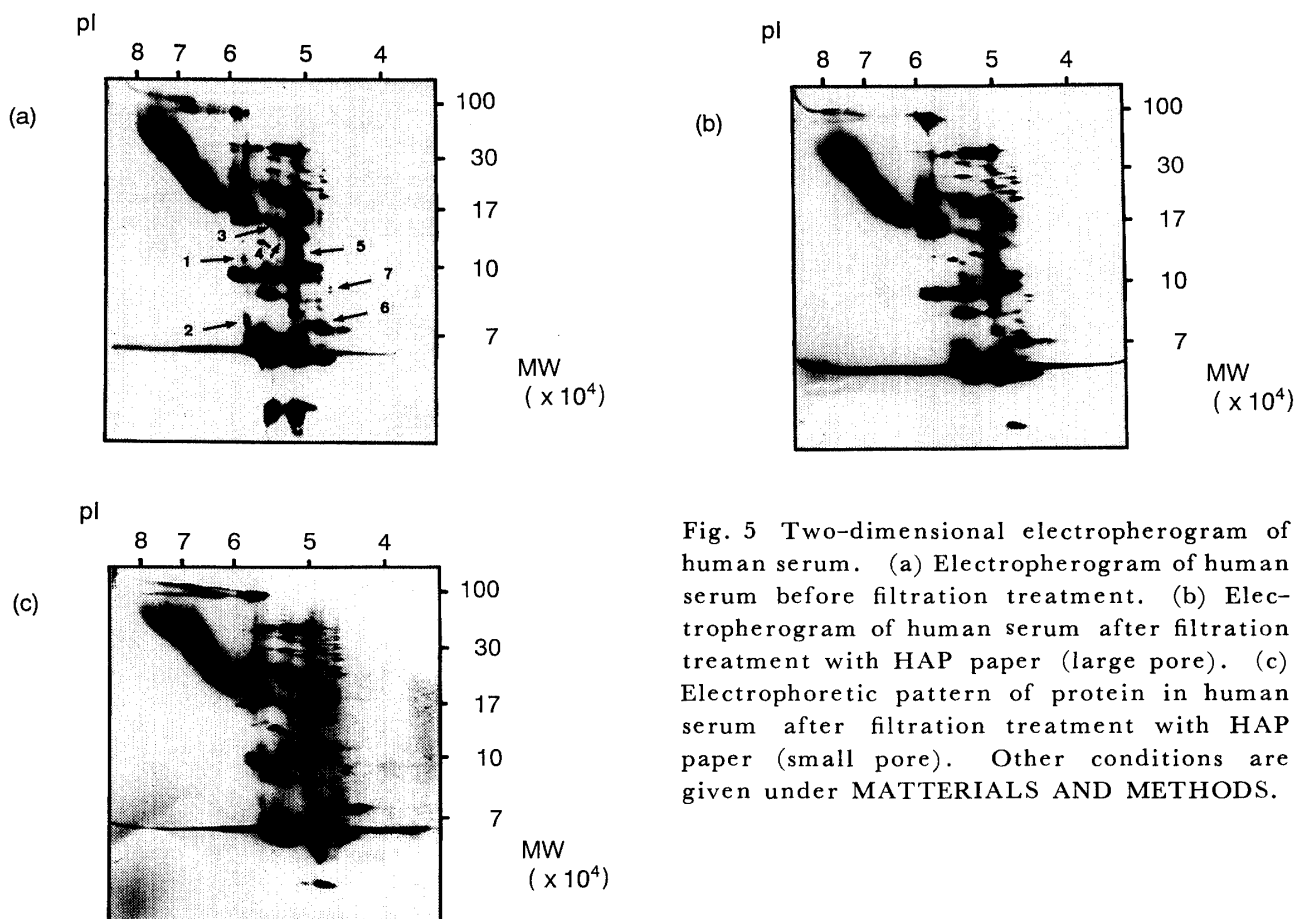 pI
8 7 6 5 4
(a)
100
30
17
10
7
3
1
5
7
2
6
MW
( x 10⁴)
pI
8 7 6 5 4
(b)
100
30
17
10
7
MW
( x 10⁴)
pI
8 7 6 5 4
(c)
100
30
17
10
7
MW
( x 10⁴)
Fig. 5 Two-dimensional electropherogram of
human serum. (a) Electropherogram of human
serum before filtration treatment. (b) Elec-
tropherogram of human serum after filtration
treatment with HAP paper (large pore). (c)
Electrophoretic pattern of protein in human
serum after filtration treatment with HAP
paper (small pore). Other conditions are
given under MATTERIALS AND METHODS.